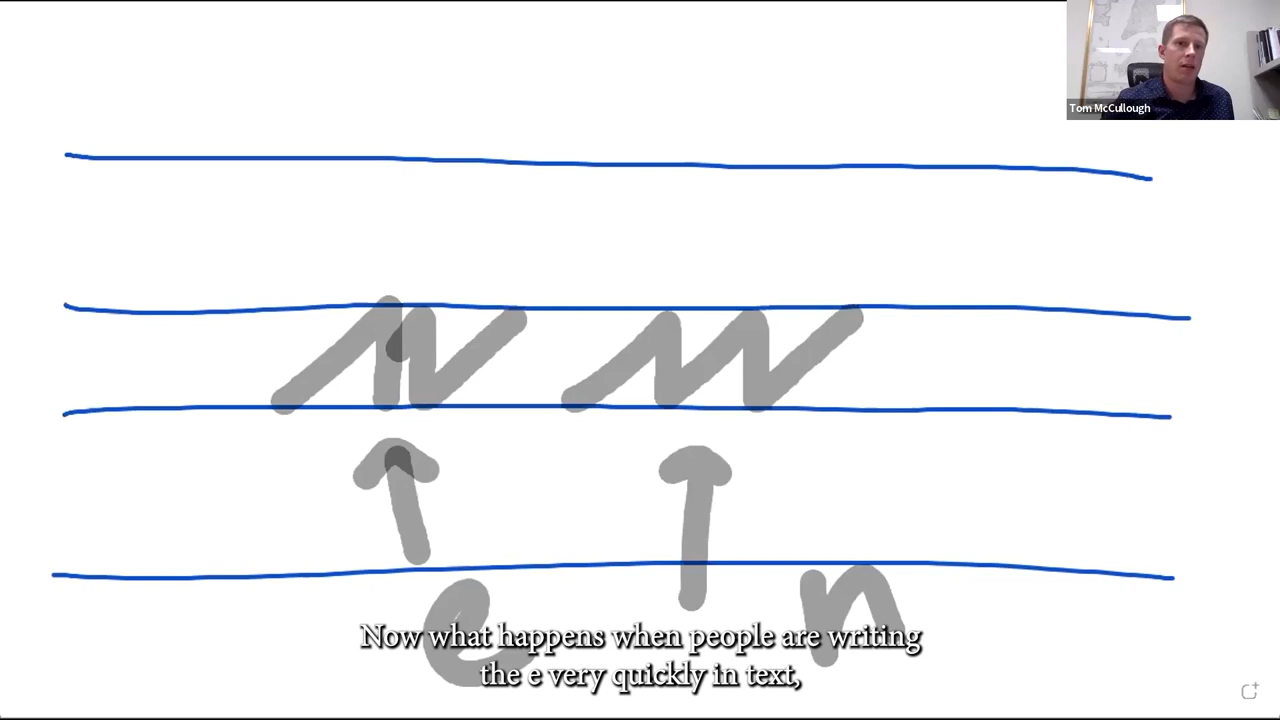 Tom McCullough
e n
Now what happens when people are writing
the e very quickly in text,